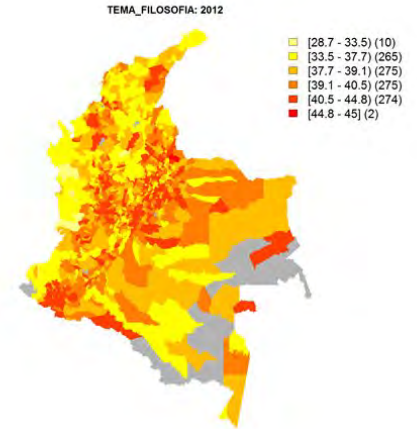 TEMA_FILOSOFIA: 2012
[28.7 - 33.5) (10)
[33.5 - 37.7) (265)
[37.7 - 39.1) (275)
[39.1 - 40.5) (275)
[40.5 - 44.8) (274)
[44.8 - 45] (2)